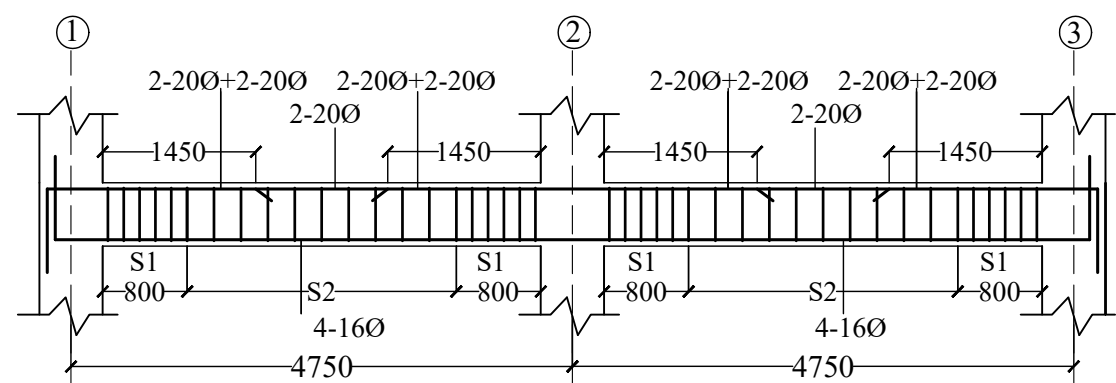 1 2 3
2-20Ø+2-20Ø 2-20Ø+2-20Ø 2-20Ø+2-20Ø 2-20Ø+2-20Ø
2-20Ø 2-20Ø
1450 1450 1450 1450
S1 S1 S1 S1
800 S2 800 800 S2 800
4-16Ø 4-16Ø
4750 4750